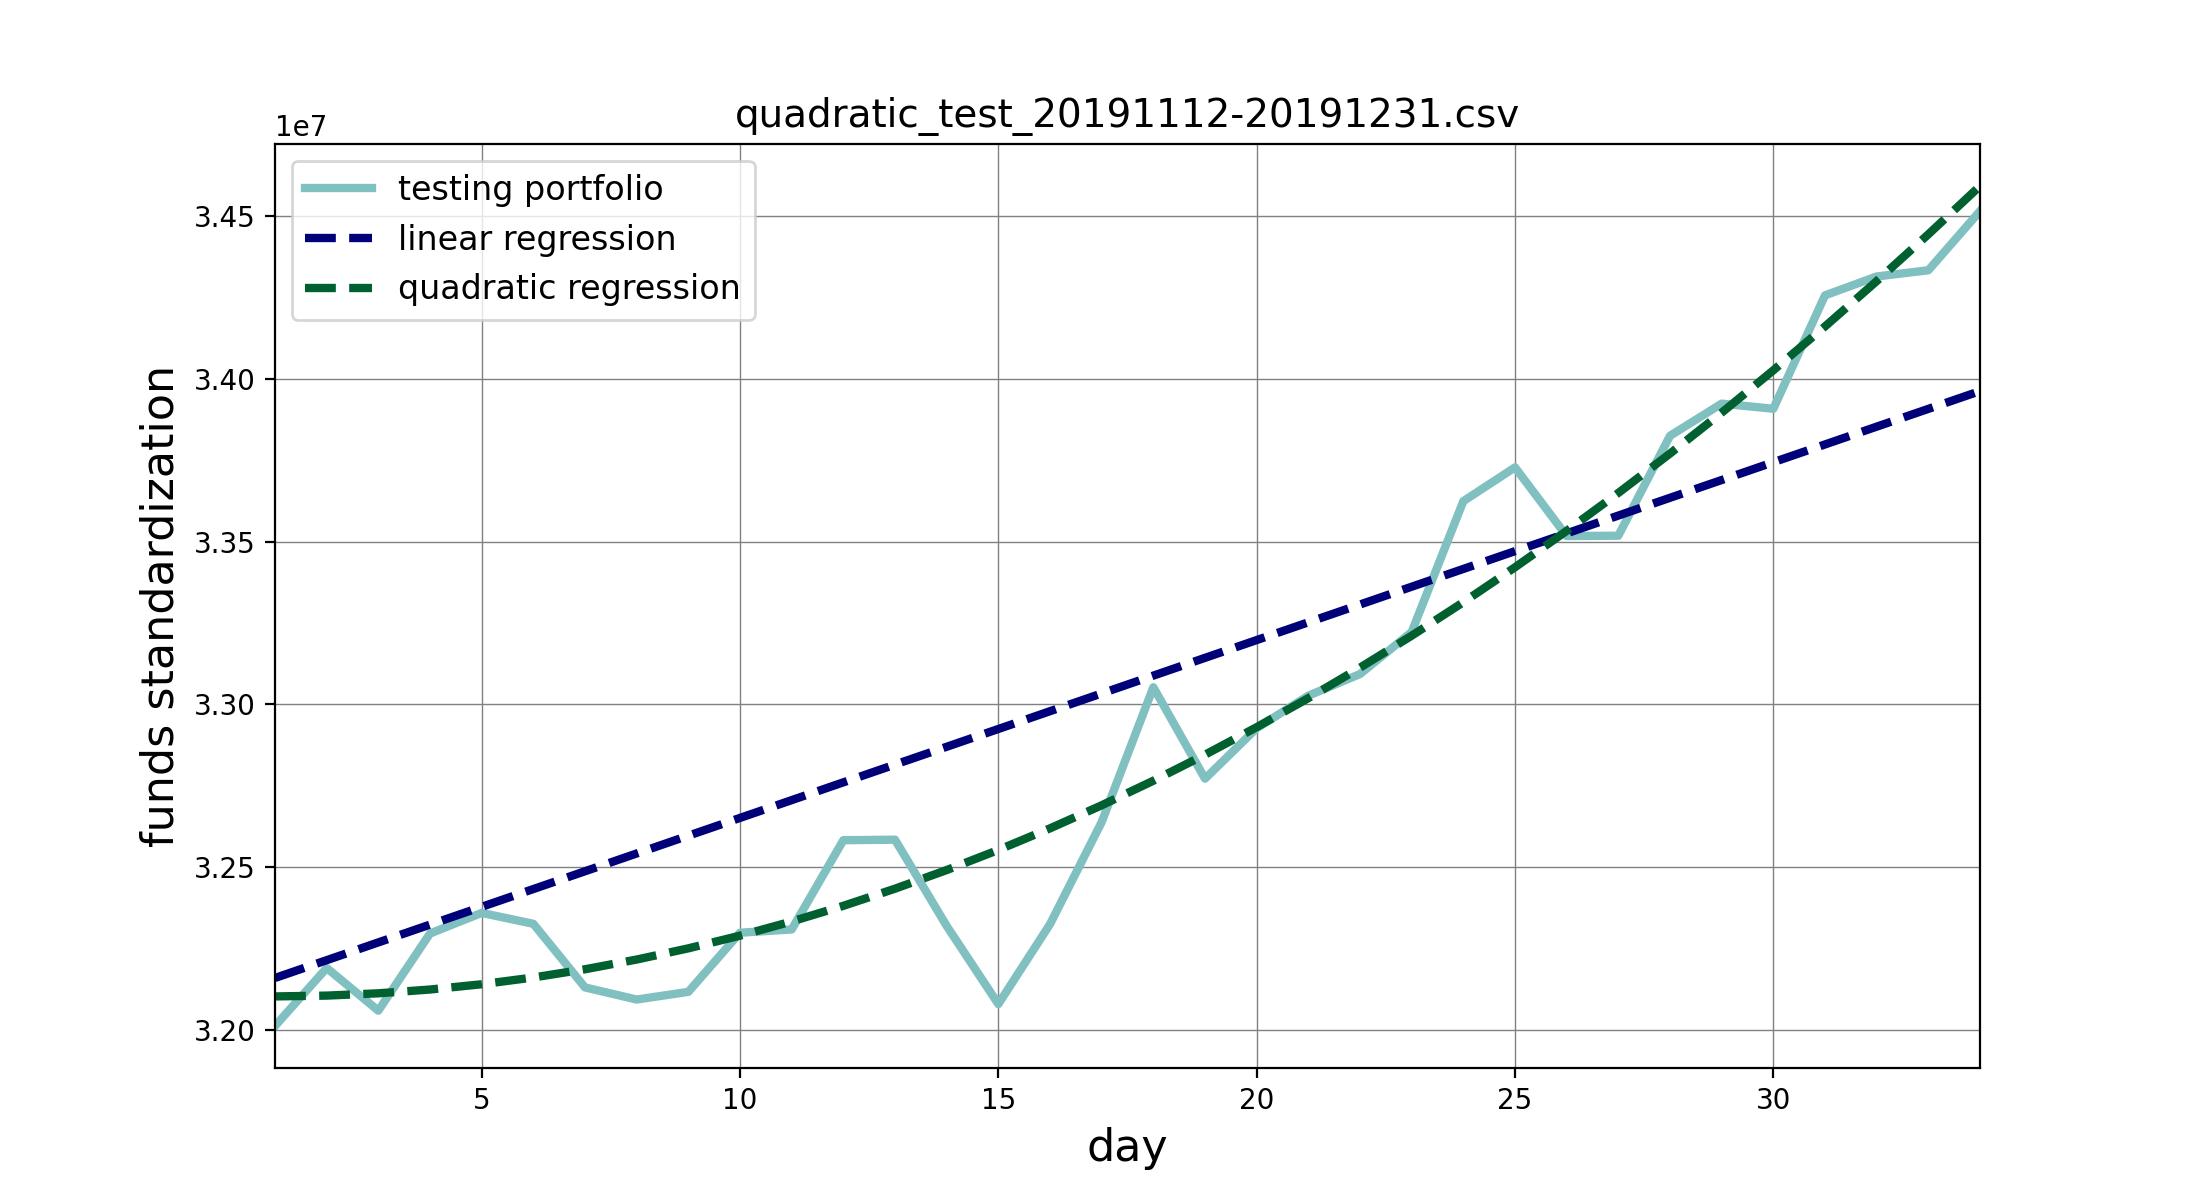 quadratic_test_20191112-20191231.csv
1e7
testing portfolio
linear regression
quadratic regression
3.45
3.40
3.35
3.30
3.25
3.20
funds standardization
5 10 15 20 25 30
day